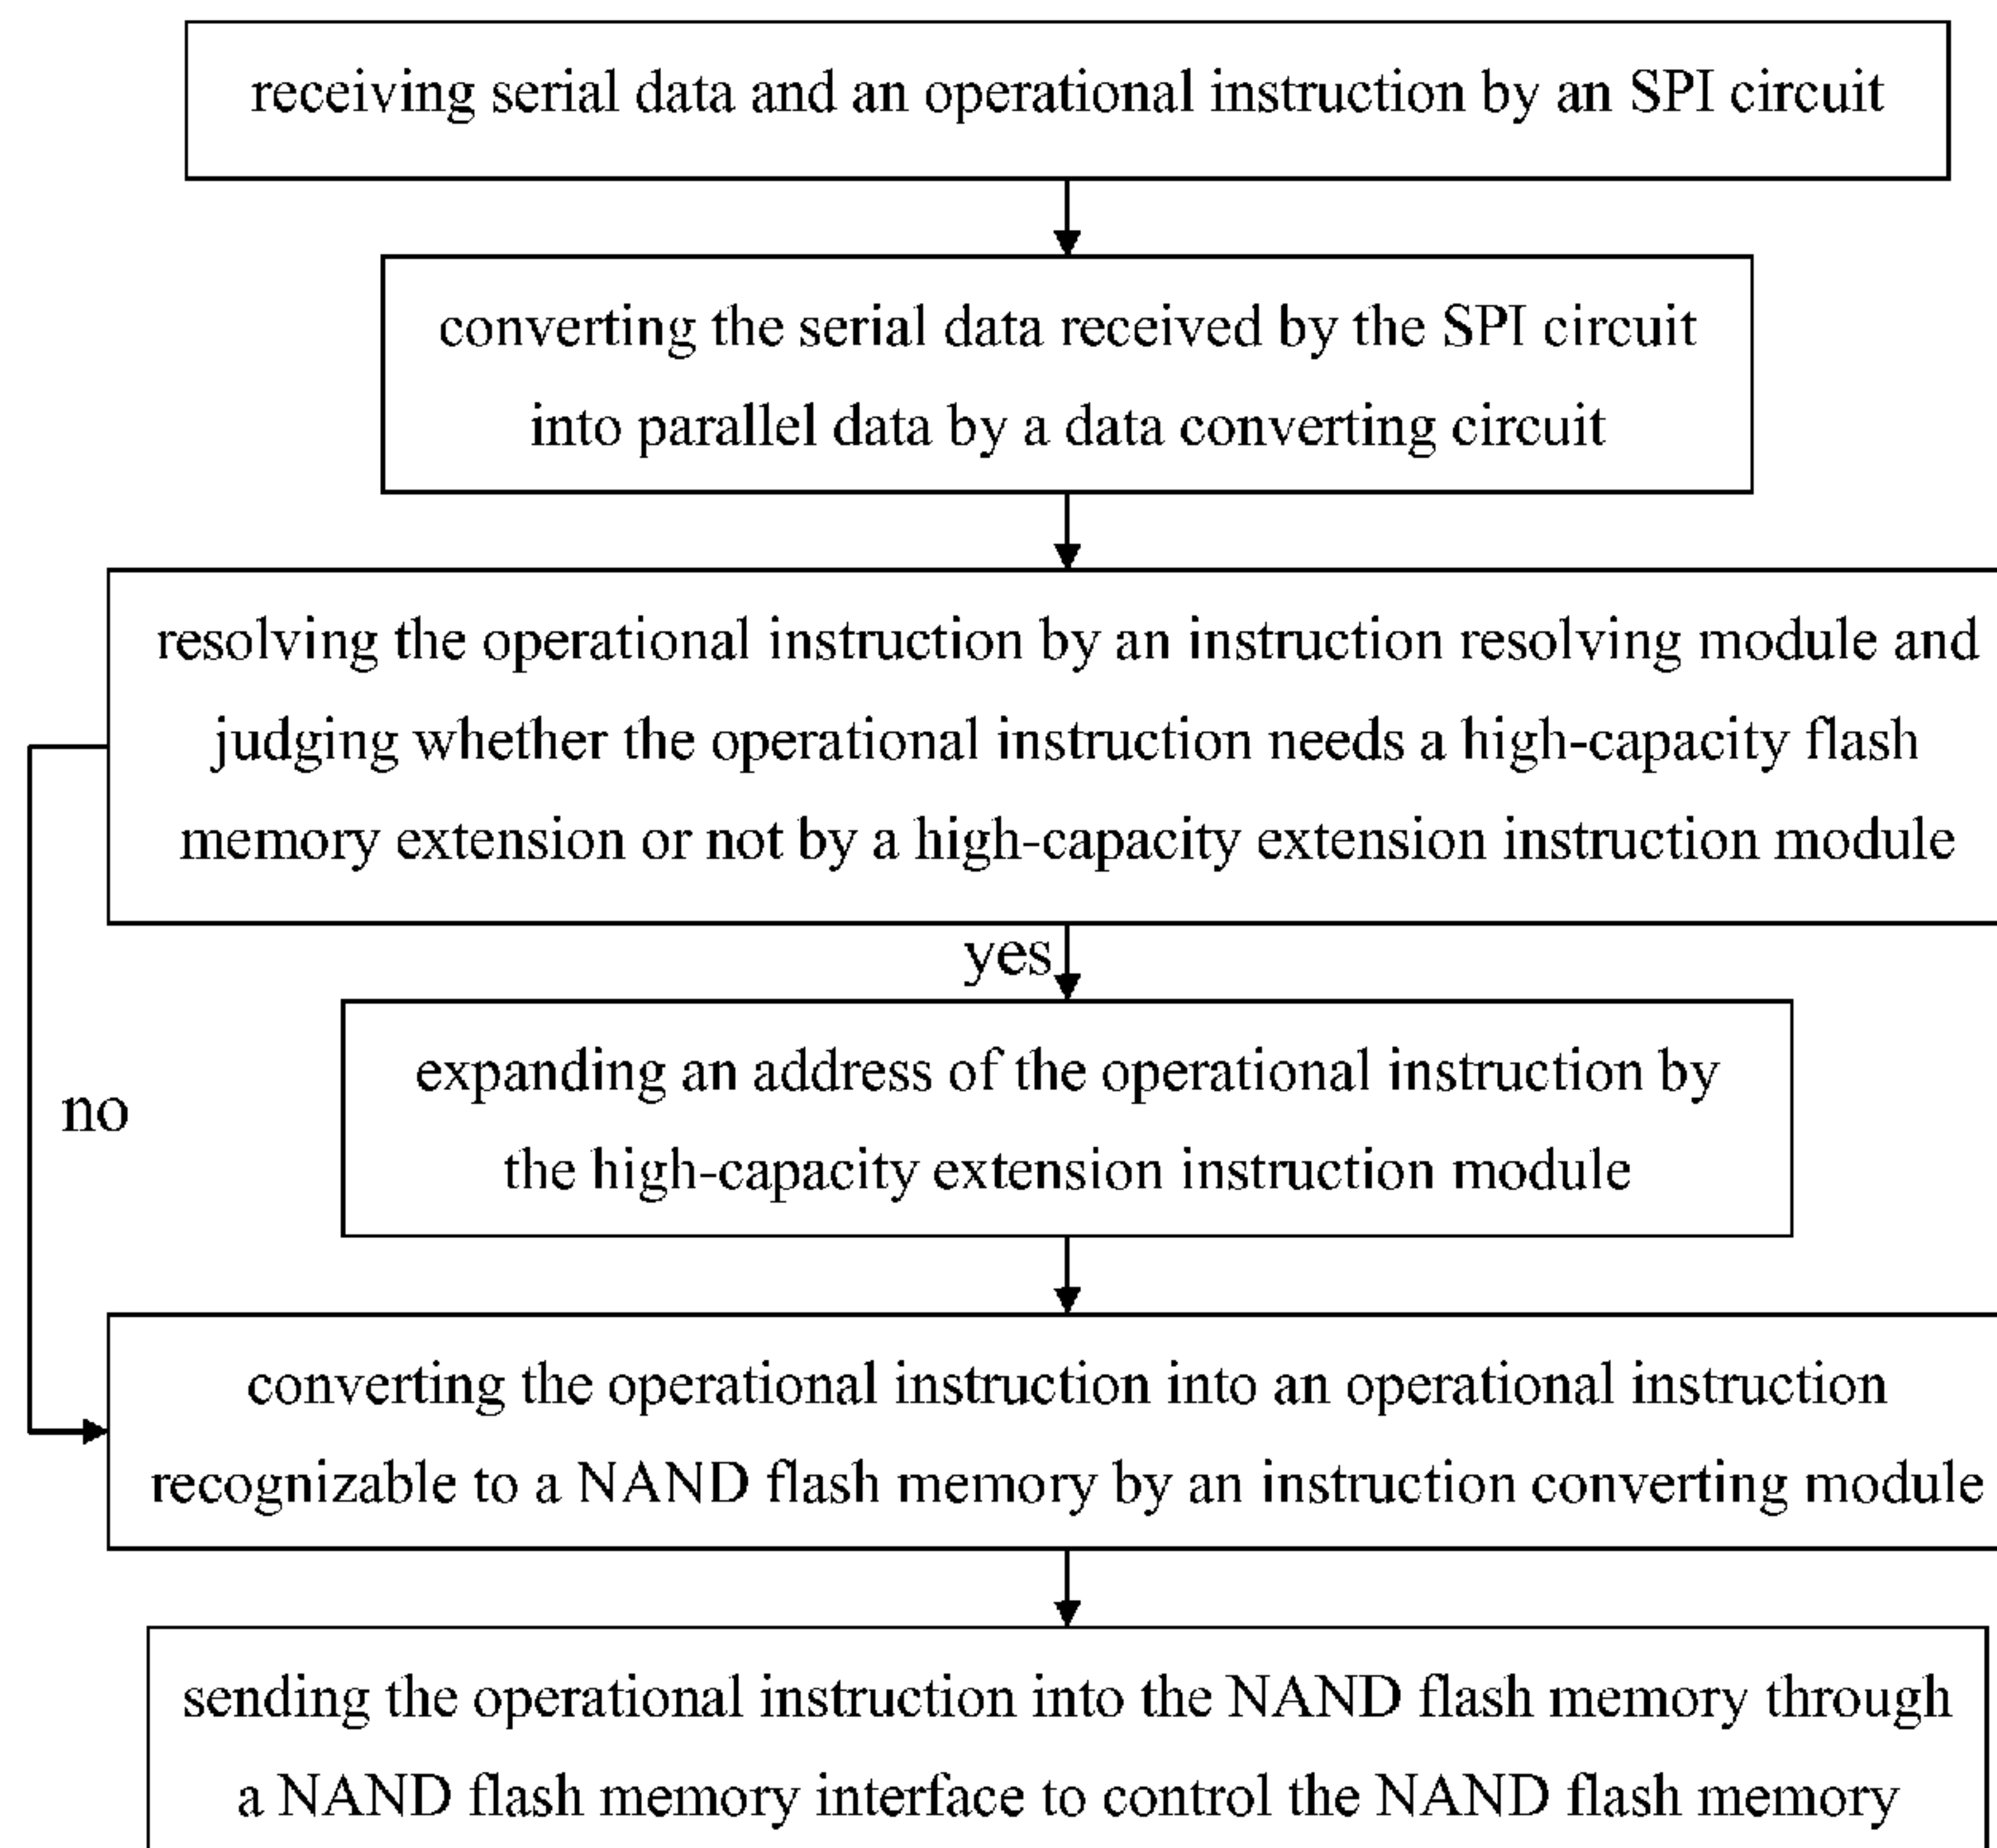 receiving serial data and an operational instruction by an SPI circuit
converting the serial data received by the SPI circuit
into parallel data by a data converting circuit
resolving the operational instruction by an instruction resolving module and
judging whether the operational instruction needs a high-capacity flash
memory extension or not by a high-capacity extension instruction module
yes
expanding an address of the operational instruction by
the high-capacity extension instruction module
no
converting the operational instruction into an operational instruction
recognizable to a NAND flash memory by an instruction converting module
sending the operational instruction into the NAND flash memory through
a NAND flash memory interface to control the NAND flash memory